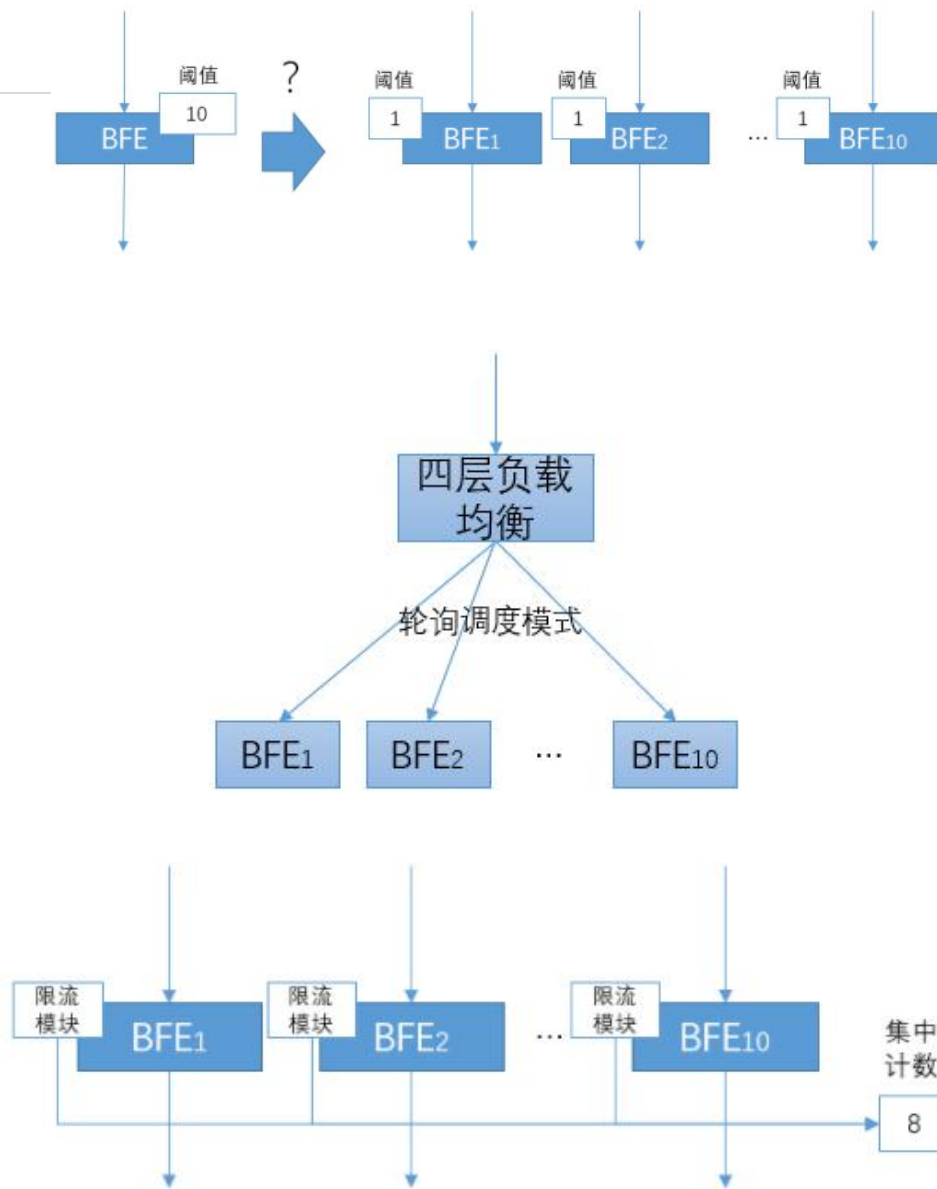 阈值
?
阈值
阈值
阈值
10
1
1
1
BFE
BFE1
BFE2
...
BFE10
四层负载
均衡
轮询调度模式
BFE1
BFE2
...
BFE10
限流
模块
限流
模块
限流
模块
BFE1
BFE2
...
BFE10
集中
计数
8